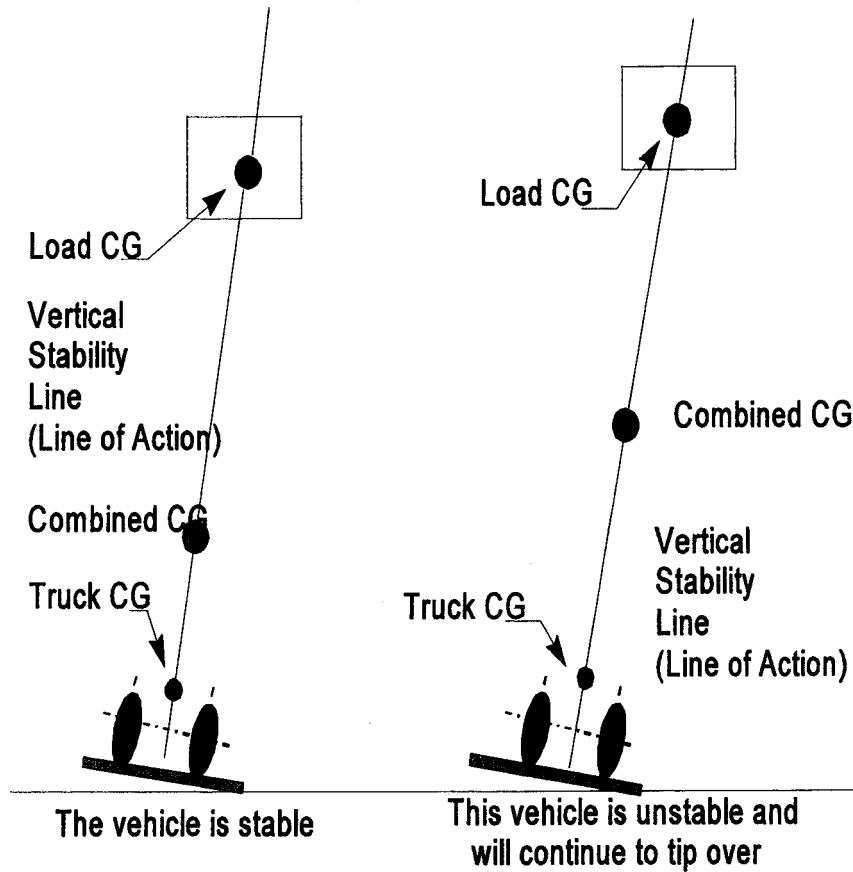 Load CG
Vertical
Stability
Line
(Line of Action)
Combined CG
Truck CG
The vehicle is stable
Load CG
Combined CG
Vertical
Stability
Line
(Line of Action)
Truck CG
This vehicle is unstable and
will continue to tip over